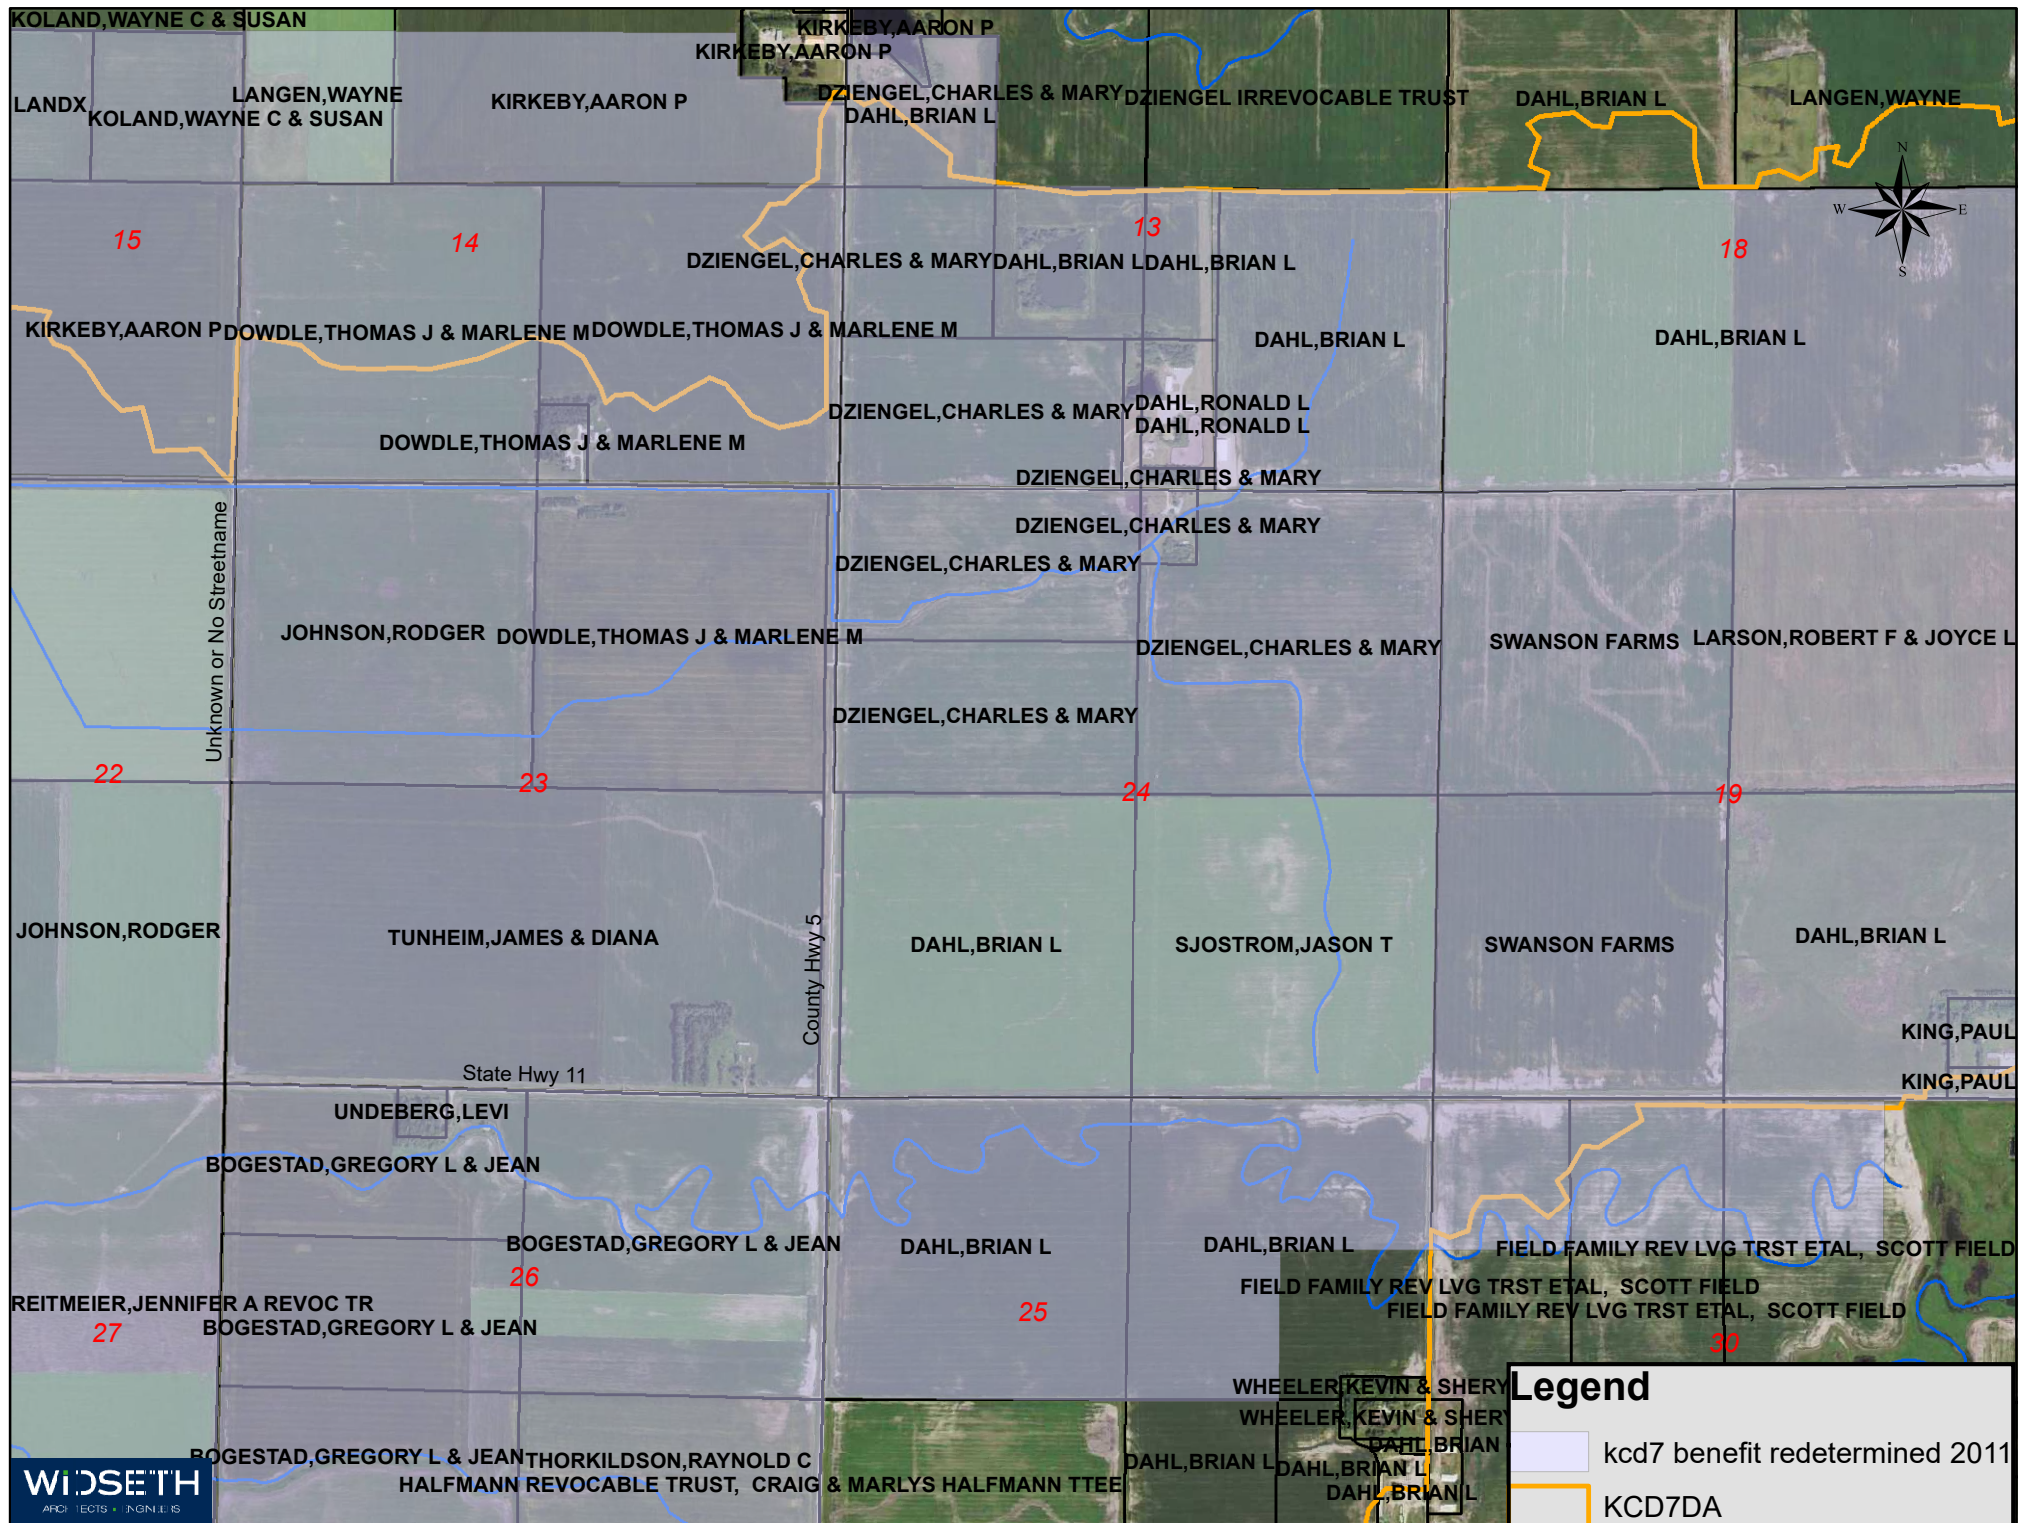 KOLAND,WAYNE C & SUSAN
KIRKEBY,AARON P
KIRKEBY,AARON P
LANDX
KOLAND,WAYNE C & SUSAN
LANGEN,WAYNE
KIRKEBY,AARON P
DZIENGEL,CHARLES & MARY
DAHL,BRIAN L
DZIENGEL IRREVOCABLE TRUST
DAHL,BRIAN L
LANGEN,WAYNE
N
W
E
S
15
14
13
18
DZIENGEL,CHARLES & MARY
DAHL,BRIAN L
DAHL,BRIAN L
KIRKEBY,AARON P
DOWDLE,THOMAS J & MARLENE M
DOWDLE,THOMAS J & MARLENE M
DAHL,BRIAN L
DAHL,BRIAN L
DZIENGEL,CHARLES & MARY
DAHL,RONALD L
DAHL,RONALD L
DOWDLE,THOMAS J & MARLENE M
DZIENGEL,CHARLES & MARY
DZIENGEL,CHARLES & MARY
DZIENGEL,CHARLES & MARY
Unknown or No Streetname
JOHNSON,RODGER
DOWDLE,THOMAS J & MARLENE M
DZIENGEL,CHARLES & MARY
SWANSON FARMS
LARSON,ROBERT F & JOYCE L
DZIENGEL,CHARLES & MARY
22
23
24
19
JOHNSON,RODGER
TUNHEIM,JAMES & DIANA
County Hwy 5
DAHL,BRIAN L
SJOSTROM,JASON T
SWANSON FARMS
DAHL,BRIAN L
KING,PAUL
KING,PAUL
State Hwy 11
UNDEBERG,LEVI
BOGESTAD,GREGORY L & JEAN
BOGESTAD,GREGORY L & JEAN
DAHL,BRIAN L
DAHL,BRIAN L
FIELD FAMILY REV LVG TRST ETAL, SCOTT FIELD
FIELD FAMILY REV LVG TRST ETAL, SCOTT FIELD
FIELD FAMILY REV LVG TRST ETAL, SCOTT FIELD
26
25
30
REITMEIER,JENNIFER A REVOC TR
27
BOGESTAD,GREGORY L & JEAN
WHEELER,KEVIN & SHERY
WHEELER,KEVIN & SHERY
DAHL,BRIAN
BOGESTAD,GREGORY L & JEAN
THORKILDSON,RAYNOLD C
DAHL,BRIAN L
DAHL,BRIAN L
HALFMANN REVOCABLE TRUST, CRAIG & MARLYS HALFMANN TTEE
DAHL,BRIAN L
WIDSETH
ARCHITECTS • ENGINEERS
Legend
kcd7 benefit redetermined 2011
KCD7DA